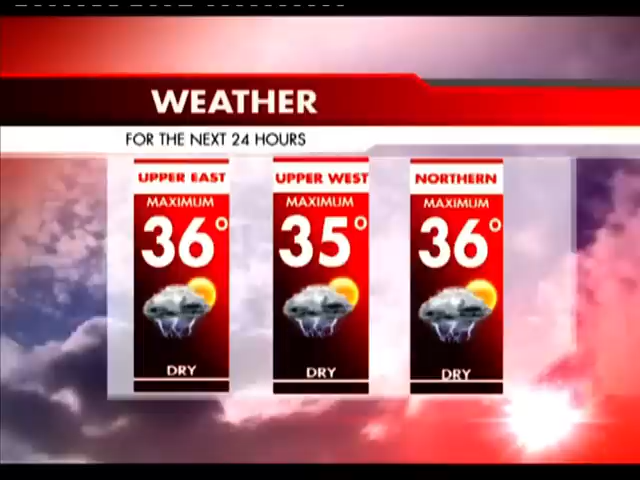 WEATHER
FOR THE NEXT 24 HOURS
UPPER EAST
MAXIMUM
36°
DRY
UPPER WEST
MAXIMUM
35°
DRY
NORTHERN
MAXIMUM
36°
DRY